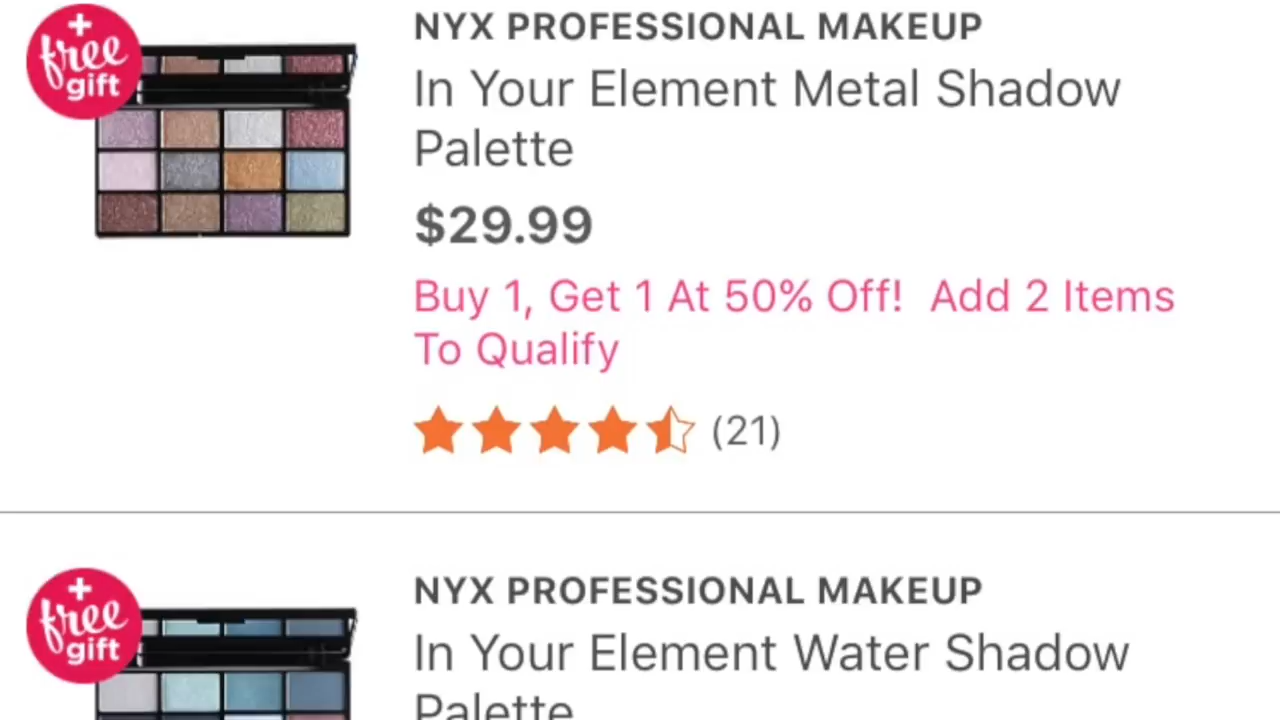 +
free
gift
NYX PROFESSIONAL MAKEUP
In Your Element Metal Shadow
Palette
$29.99
Buy 1, Get 1 At 50% Off!  Add 2 Items
To Qualify
(21)
+
free
gift
NYX PROFESSIONAL MAKEUP
In Your Element Water Shadow
Palette